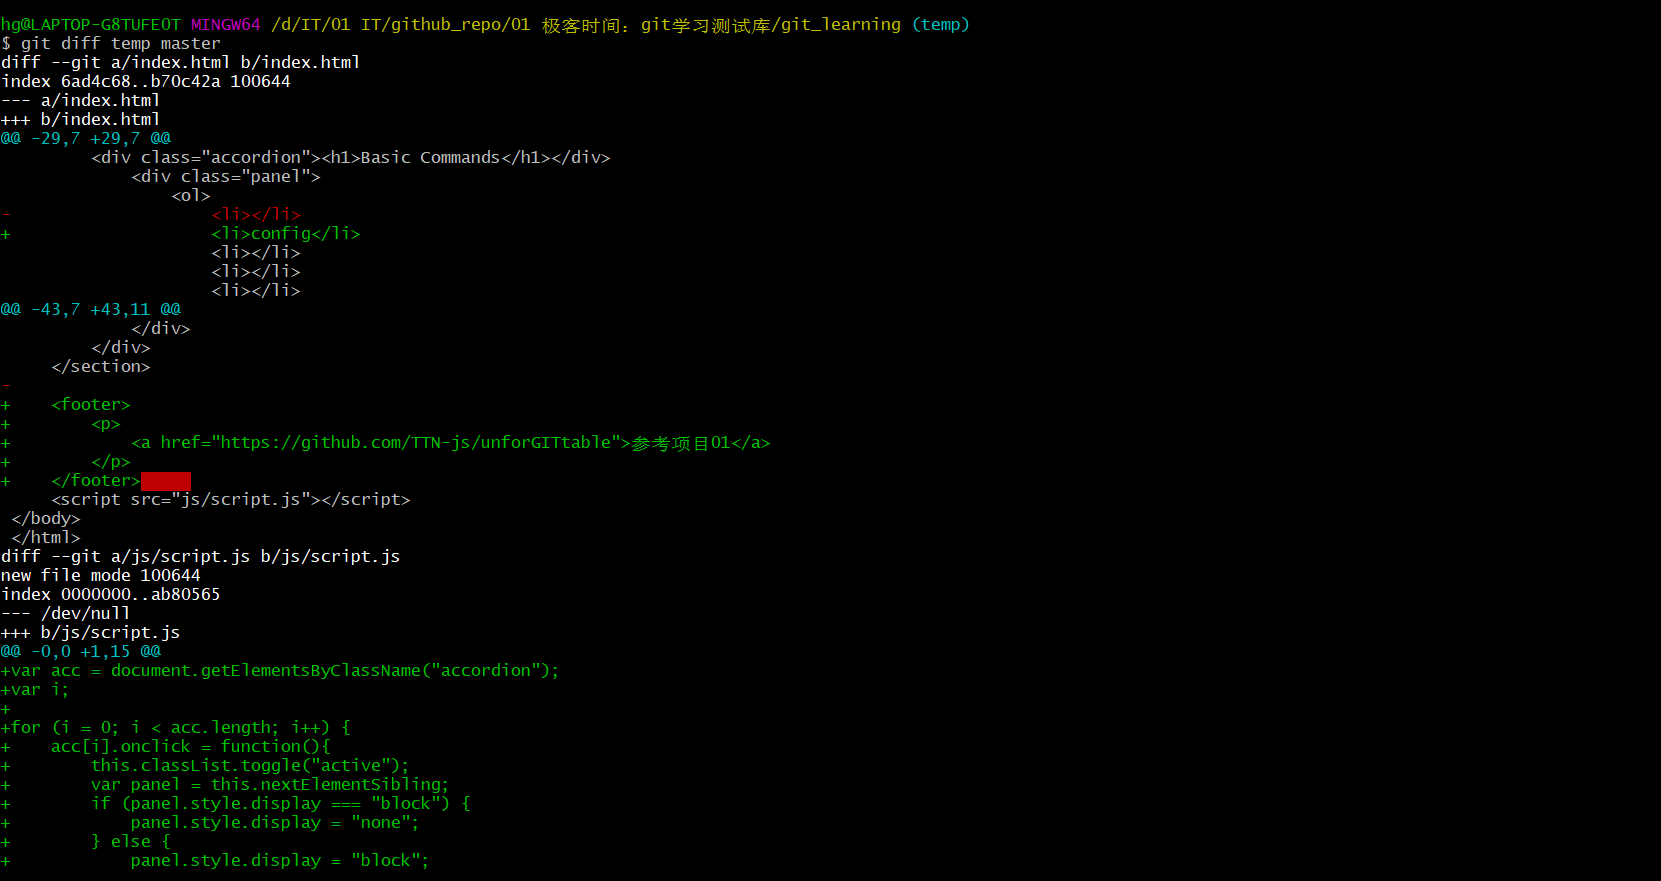 hg@LAPTOP-G8TUFE0T MINGW64 /d/IT/01 IT/github_repo/01 极客时间：git学习测试库/git_learning (temp)
$ git diff temp master
diff --git a/index.html b/index.html
index 6ad4c68..b70c42a 100644
--- a/index.html
+++ b/index.html
@@ -29,7 +29,7 @@
         <div class="accordion"><h1>Basic Commands</h1></div>
             <div class="panel">
                 <ol>
-                    <li></li>
+                    <li>config</li>
                     <li></li>
                     <li></li>
                     <li></li>
@@ -43,7 +43,11 @@
             </div>
         </div>
     </section>
-
+    <footer>
+        <p>
+            <a href="https://github.com/TTN-js/unforGITtable">参考项目01</a>
+        </p>
+    </footer>
     <script src="js/script.js"></script>
 </body>
 </html>
diff --git a/js/script.js b/js/script.js
new file mode 100644
index 0000000..ab80565
--- /dev/null
+++ b/js/script.js
@@ -0,0 +1,15 @@
+var acc = document.getElementsByClassName("accordion");
+var i;
+
+for (i = 0; i < acc.length; i++) {
+    acc[i].onclick = function(){
+        this.classList.toggle("active");
+        var panel = this.nextElementSibling;
+        if (panel.style.display === "block") {
+            panel.style.display = "none";
+        } else {
+            panel.style.display = "block";